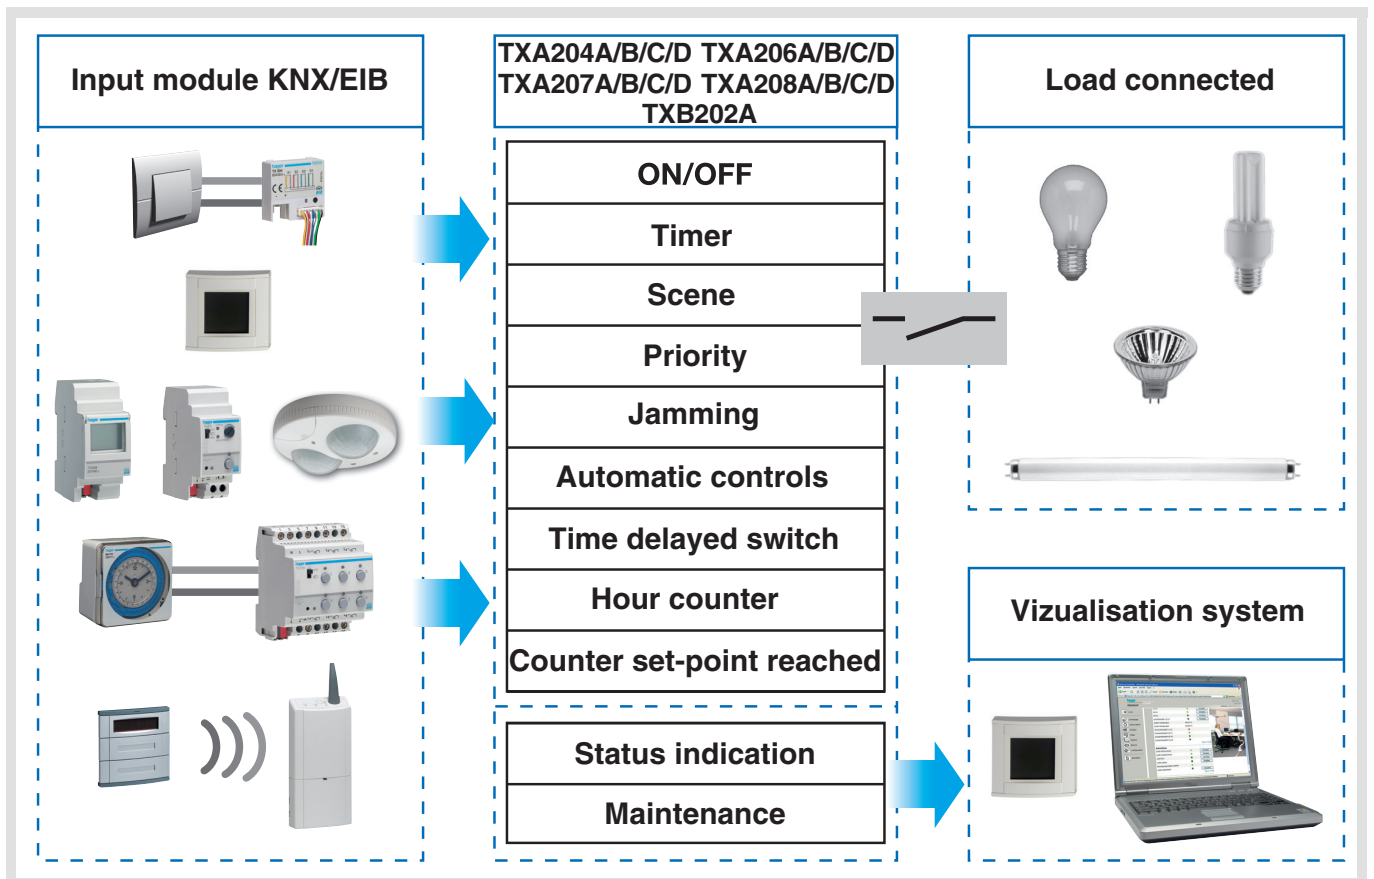 Input module KNX/EIB
TXA204A/B/C/D TXA206A/B/C/D
TXA207A/B/C/D TXA208A/B/C/D
TXB202A
ON/OFF
Timer
Scene
Priority
Jamming
Automatic controls
Time delayed switch
Hour counter
Counter set-point reached
Status indication
Maintenance
Load connected
Vizualisation system